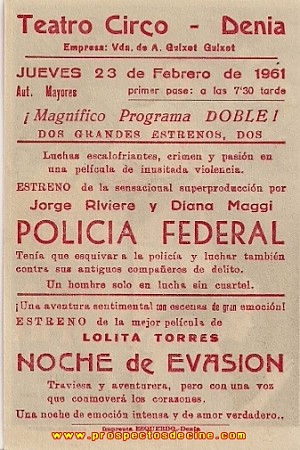 Teatro Circo - Denia
Empresa: Vda. de A. Guixot Guixot
JUEVES 23 de Febrero de 1961
Aut. Mayores primer pase: a las 7'30 tarde
¡Magnífico Programa DOBLE!
DOS GRANDES ESTRENOS, DOS
Luchas escalofriantes, crimen y pasión en
una película de inusitada violencia.
ESTRENO de la sensacional superproducción por
Jorge Riviere y Diana Maggi
POLICIA FEDERAL
Tenía que esquivar a la policía y luchar también
contra sus antiguos compañeros de delito.
Un hombre solo en lucha sin cuartel.
¡Una aventura sentimental con escenas de gran emoción!
ESTRENO de la mejor película de
LOLITA TORRES
NOCHE de EVASION
Traviesa y aventurera, pero con una voz
que conmoverá los corazones.
Una noche de emoción intensa y de amor verdadero..
Imprenta ESQUERDO.-Denia
www.prospectosdecine.com